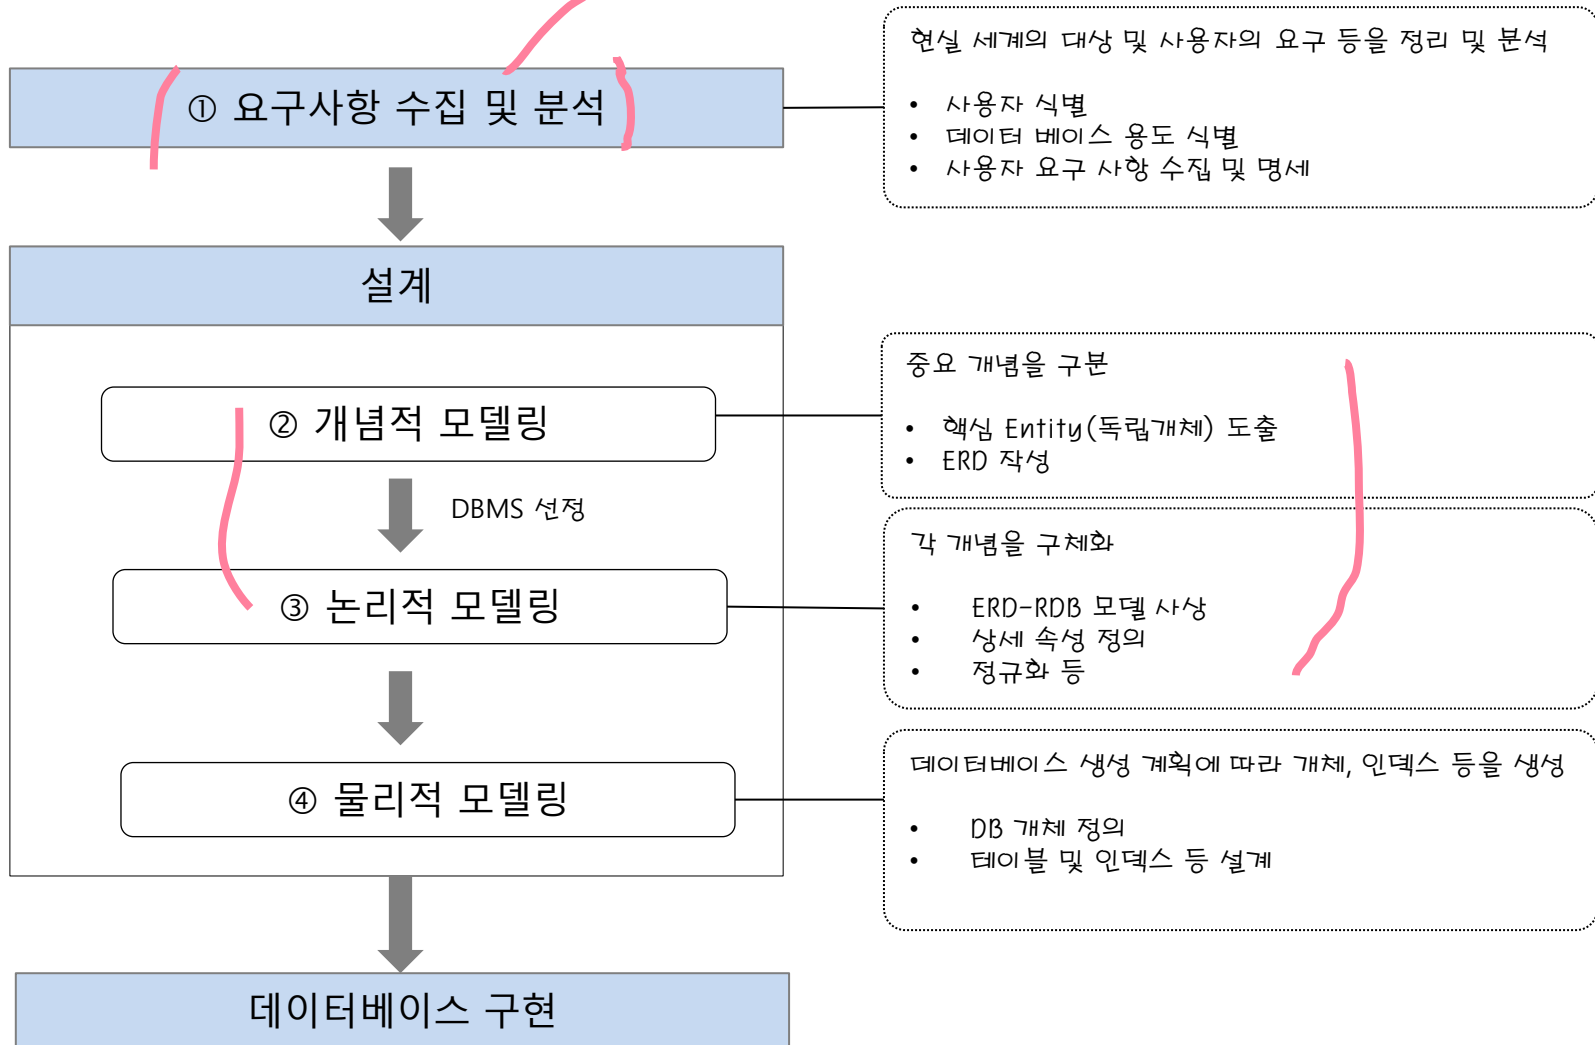 ① 요구사항 수집 및 분석
현실 세계의 대상 및 사용자의 요구 등을 정리 및 분석
• 사용자 식별
• 데이터 베이스 용도 식별
• 사용자 요구 사항 수집 및 명세
설계
② 개념적 모델링
중요 개념을 구분
• 핵심 Entity(독립개체) 도출
• ERD 작성
DBMS 선정
③ 논리적 모델링
각 개념을 구체화
• ERD-RDB 모델 사상
• 상세 속성 정의
• 정규화 등
④ 물리적 모델링
데이터베이스 생성 계획에 따라 개체, 인덱스 등을 생성
• DB 개체 정의
• 테이블 및 인덱스 등 설계
데이터베이스 구현